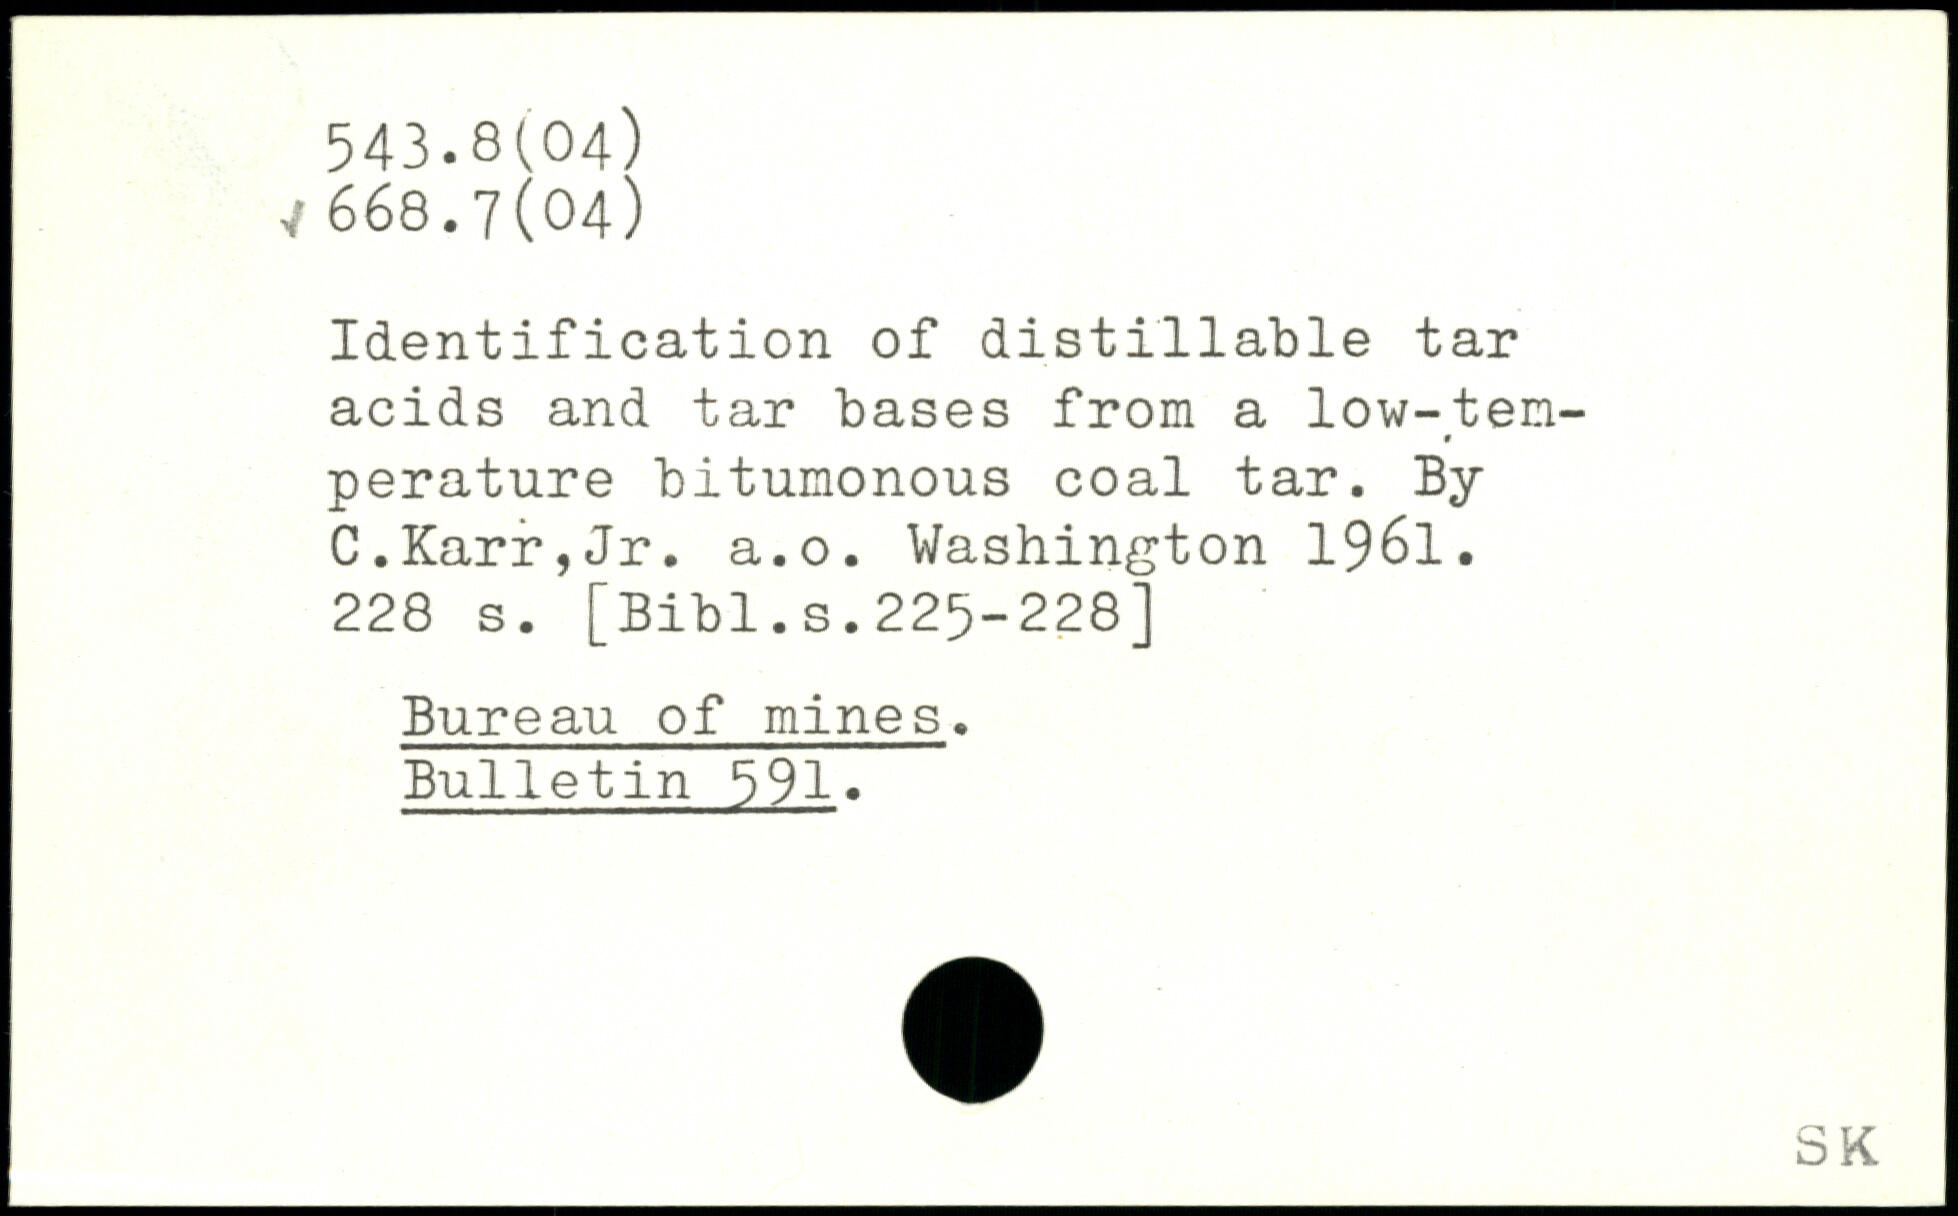 543.8(04)
✓ 668.7(04)
Identification of distillable tar
acids and tar bases from a low-tem-
perature bitumonous coal tar. By
C.Karr,Jr. a.o. Washington 1961.
228 s. [Bibl.s.225-228]
Bureau of mines.
Bulletin 591.
SK